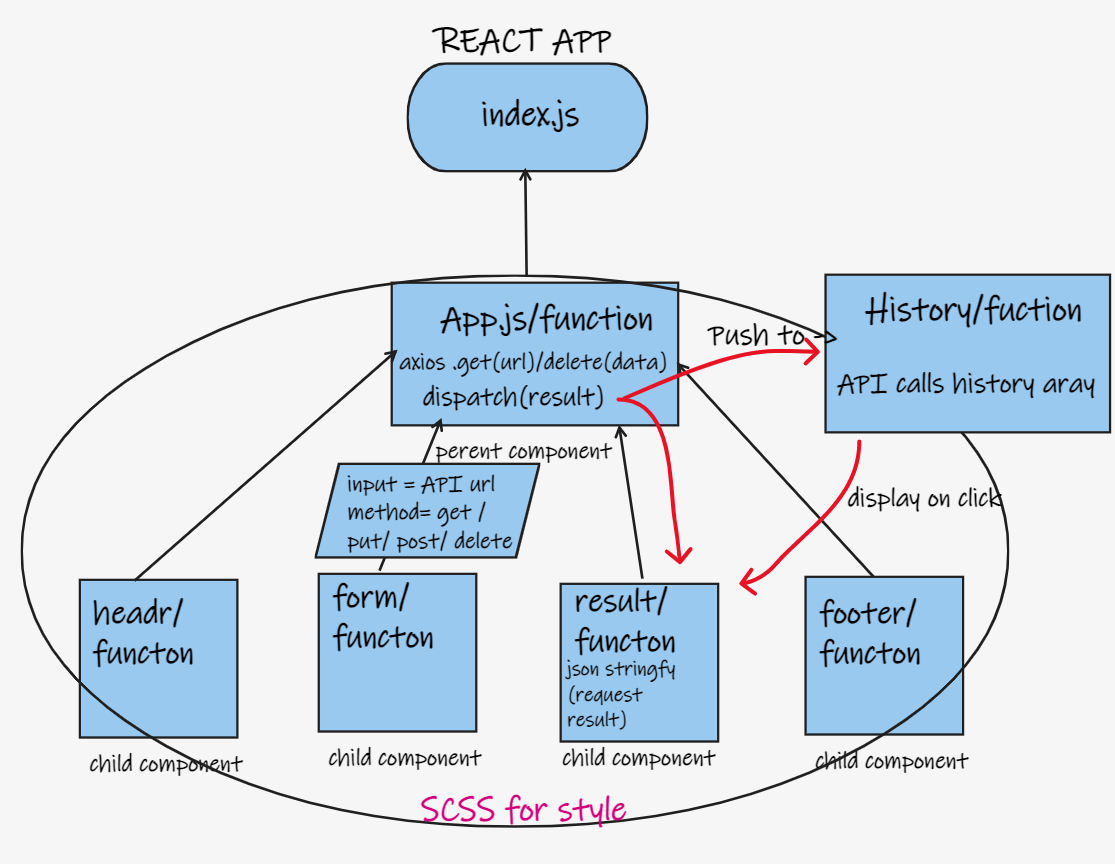 REACT APP
index.js
App.js/function
axios .get(url)/delete(data)
dispatch(result)
Push to
History/fuction
API calls history aray
perent component
input = API url
method= get /
put/ post/ delete
display on click
headr/
functon
form/
functon
result/
functon
json stringfy
(request
result)
footer/
functon
child component
child component
child component
child component
SCSS for style